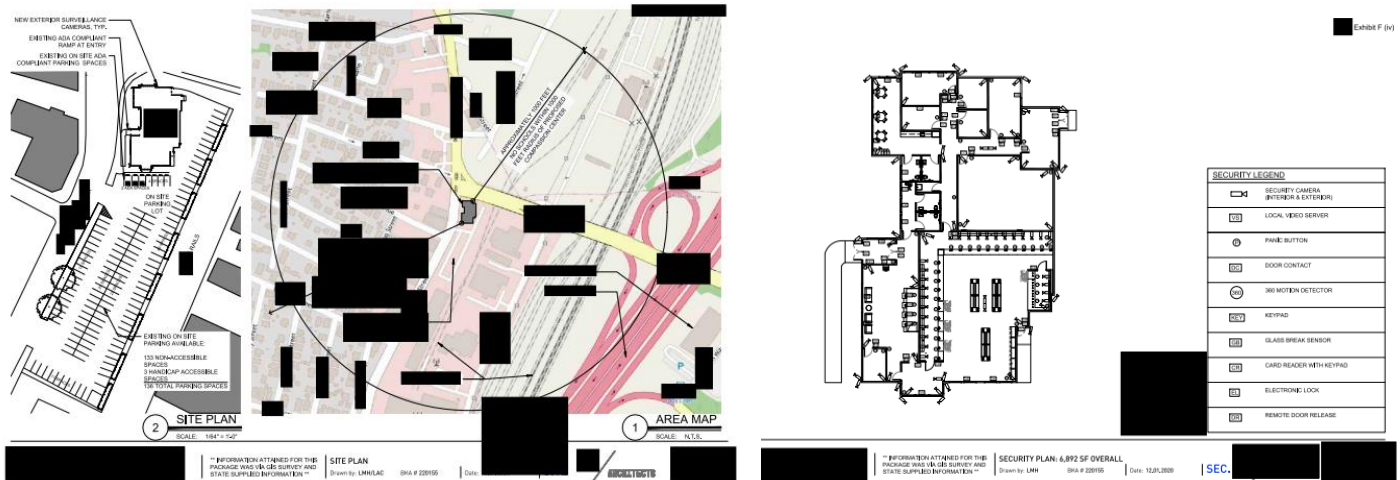 NEW EXTERIOR SURVEILLANCE
CAMERAS, TYP.
EXISTING ADA COMPLIANT
RAMP AT ENTRY
EXISTING ON SITE ADA
COMPLIANT PARKING SPACES
ON SITE
PARKING
LOT
RAILS
EXISTING ON SITE
PARKING AVAILABLE:
133 NON-ACCESSIBLE
SPACES
3 HANDICAP ACCESSIBLE
SPACES
136 TOTAL PARKING SPACES
2 SITE PLAN
SCALE: 1/64" = 1'-0"
APPROXIMATELY 1000 FEET
NO SCHOOLS WITHIN 1000
FEET RADIUS OF PROPOSED
COMPASSION CENTER
Street
P
1 AREA MAP
SCALE: N.T.S.
** INFORMATION ATTAINED FOR THIS
PACKAGE WAS VIA GIS SURVEY AND
STATE SUPPLIED INFORMATION **
SITE PLAN
Drawn by: LMH/LAC BHA # 220155 Date:
ARCHITECTS
Exhibit F (iv)
SECURITY LEGEND
SECURITY CAMERA
(INTERIOR & EXTERIOR)
VS LOCAL VIDEO SERVER
P PANIC BUTTON
DC DOOR CONTACT
360 360 MOTION DETECTOR
KEY KEYPAD
GB GLASS BREAK SENSOR
CR CARD READER WITH KEYPAD
EL ELECTRONIC LOCK
DR REMOTE DOOR RELEASE
** INFORMATION ATTAINED FOR THIS
PACKAGE WAS VIA GIS SURVEY AND
STATE SUPPLIED INFORMATION **
SECURITY PLAN: 6,892 SF OVERALL
Drawn by: LMH BHA # 220155 Date: 12.01.2020
SEC.